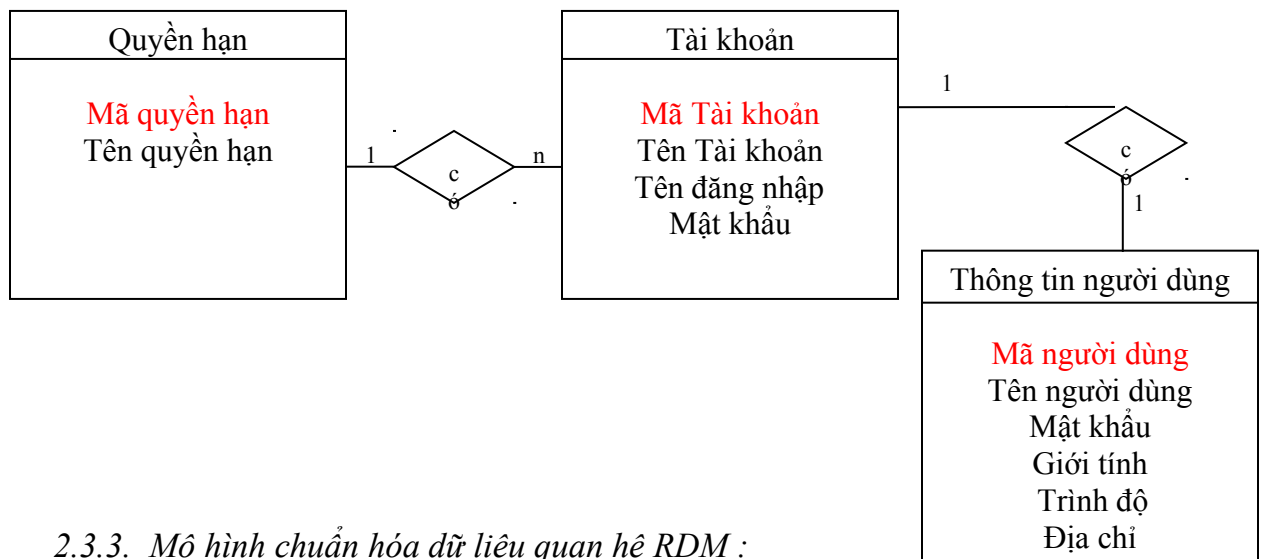 Quyền hạn
Mã quyền hạn
Tên quyền hạn
1
c
ó
n
Tài khoản
Mã Tài khoản
Tên Tài khoản
Tên đăng nhập
Mật khẩu
1
c
ó
1
Thông tin người dùng
Mã người dùng
Tên người dùng
Mật khẩu
Giới tính
Trình độ
Địa chỉ
2.3.3. Mô hình chuẩn hóa dữ liệu quan hệ RDM :